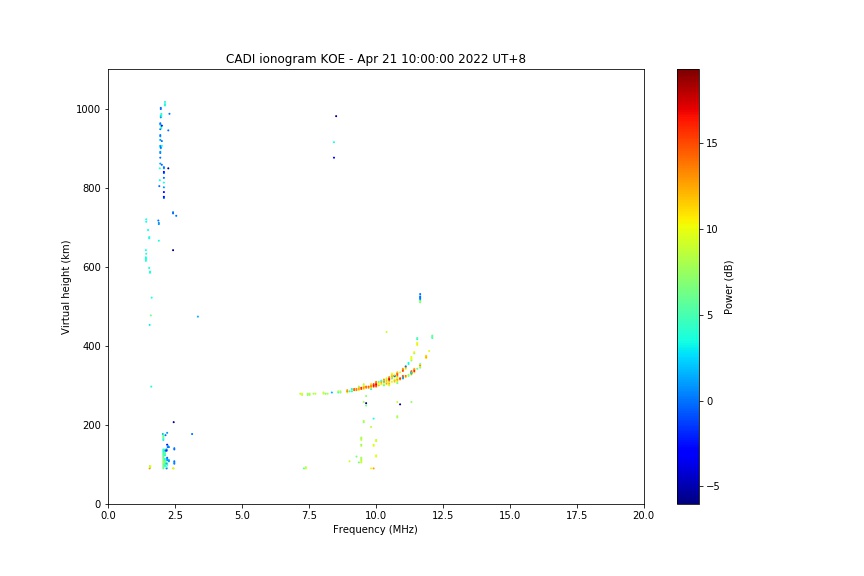 CADI ionogram KOE - Apr 21 10:00:00 2022 UT+8
1000
800
600
400
200
0
Virtual height (km)
0.0 2.5 5.0 7.5 10.0 12.5 15.0 17.5 20.0
Frequency (MHz)
15
10
5
0
−5
Power (dB)